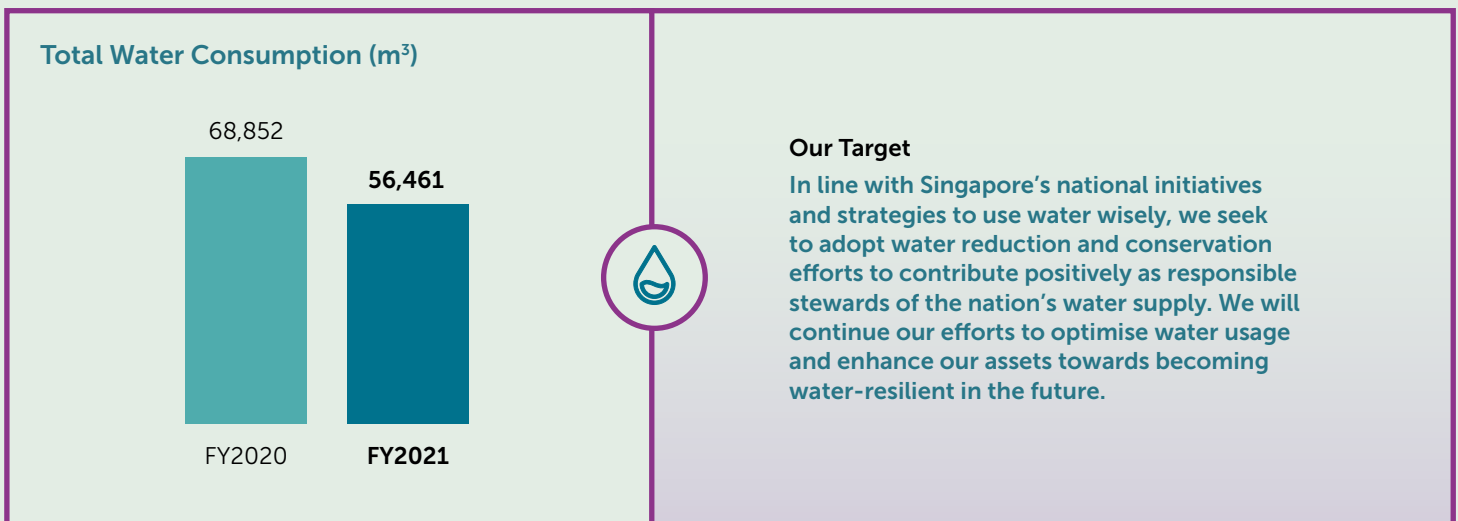 Total Water Consumption (m³)
68,852
56,461
FY2020
FY2021
Our Target
In line with Singapore’s national initiatives
and strategies to use water wisely, we seek
to adopt water reduction and conservation
efforts to contribute positively as responsible
stewards of the nation’s water supply. We will
continue our efforts to optimise water usage
and enhance our assets towards becoming
water-resilient in the future.